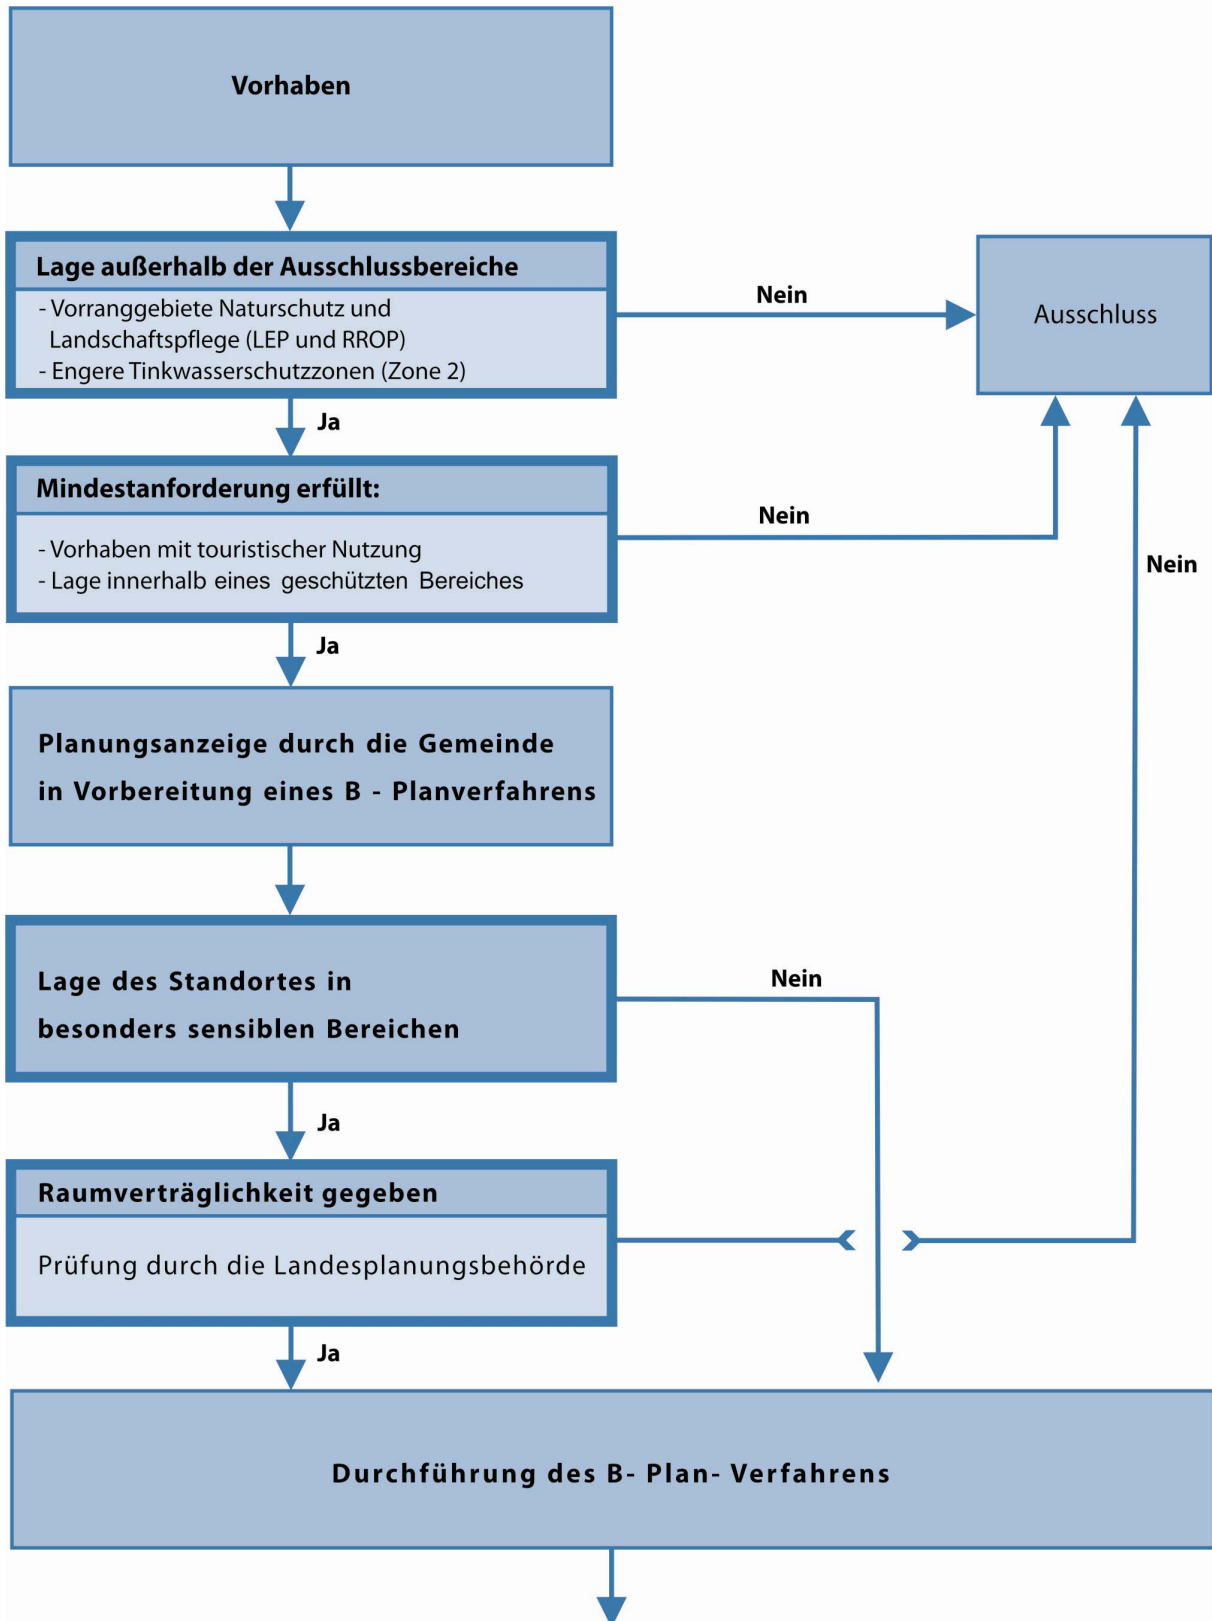 Vorhaben
Lage außerhalb der Ausschlussbereiche
- Vorranggebiete Naturschutz und
Landschaftspflege (LEP und RROP)
- Engere Tinkwasserschutzzonen (Zone 2)
Nein
Ausschluss
Ja
Mindestanforderung erfüllt:
- Vorhaben mit touristischer Nutzung
- Lage innerhalb eines geschützten Bereiches
Nein
Nein
Ja
Planungsanzeige durch die Gemeinde
in Vorbereitung eines B - Planverfahrens
Lage des Standortes in
besonders sensiblen Bereichen
Nein
Ja
Raumverträglichkeit gegeben
Prüfung durch die Landesplanungsbehörde
Ja
Durchführung des B- Plan- Verfahrens